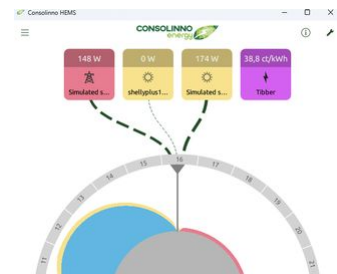 Consolinno HEMS
CONSOLINNO
energy
148 W
0 W
174 W
38,8 ct/kWh
Simulated s...
shellyplus1...
Simulated s...
Tibber
11
12
13
14
15
16
17
18
19
20
21